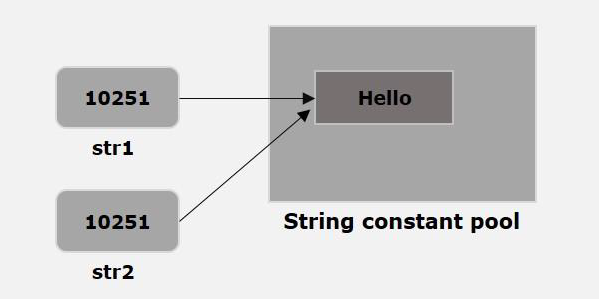 10251
str1
10251
str2
Hello
String constant pool